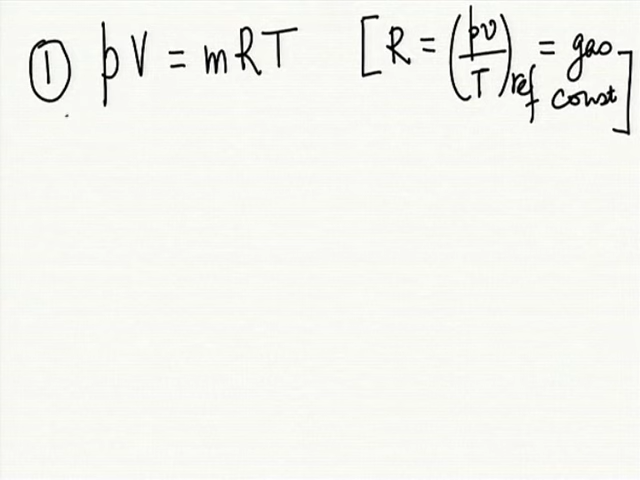 ① pV = mRT [R = (pv/T)ref = gas const]